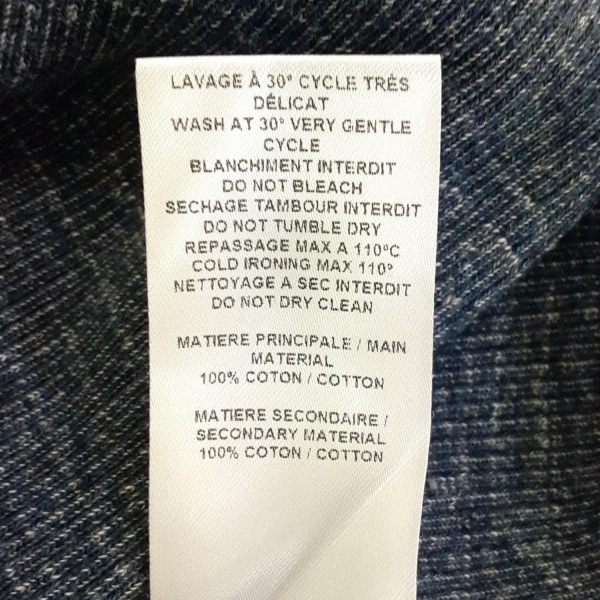 LAVAGE À 30° CYCLE TRÈS
DÉLICAT
WASH AT 30° VERY GENTLE
CYCLE
BLANCHIMENT INTERDIT
DO NOT BLEACH
SECHAGE TAMBOUR INTERDIT
DO NOT TUMBLE DRY
REPASSAGE MAX A 110°C
COLD IRONING MAX 110°
NETTOYAGE A SEC INTERDIT
DO NOT DRY CLEAN
MATIERE PRINCIPALE / MAIN
MATERIAL
100% COTON / COTTON
MATIERE SECONDAIRE /
SECONDARY MATERIAL
100% COTON / COTTON